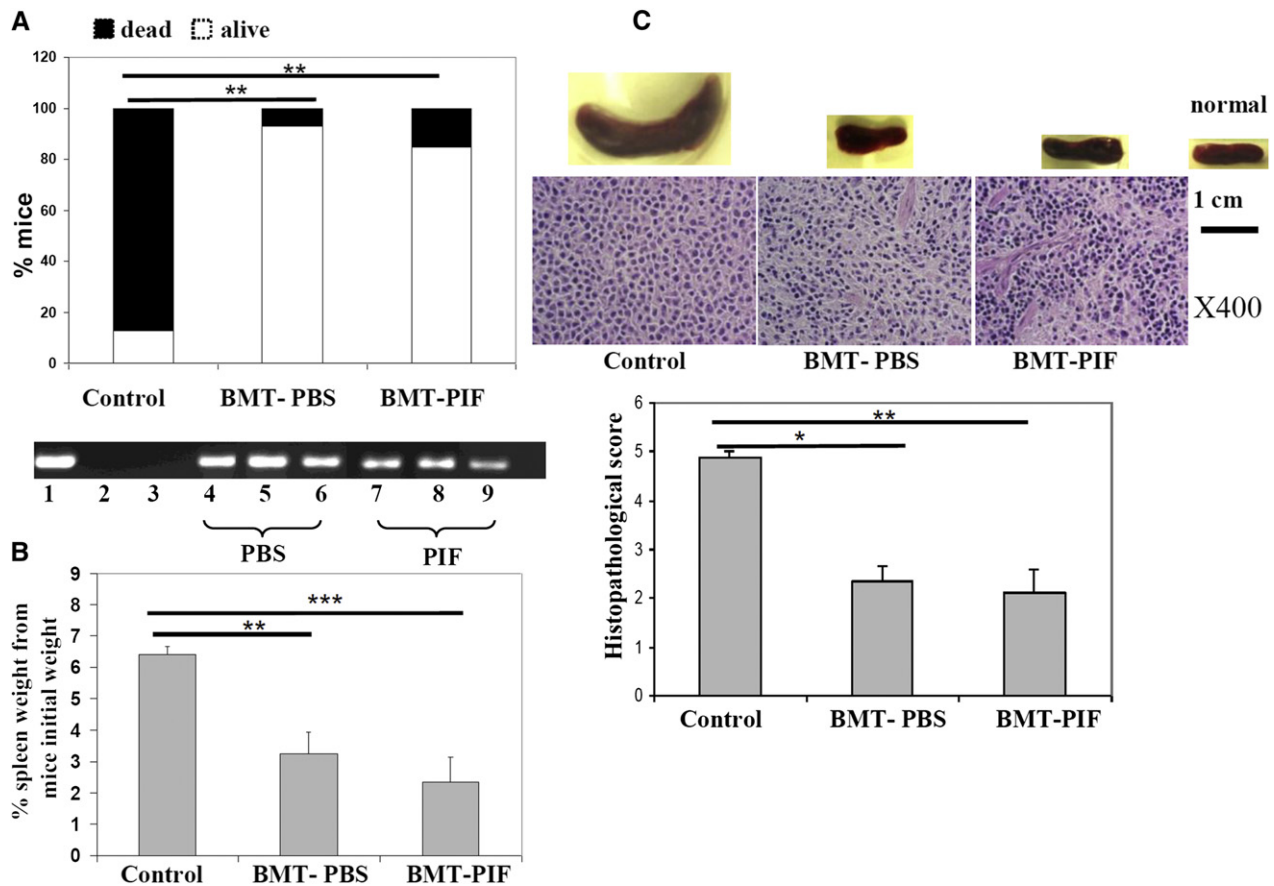 A
dead alive
120
100
80
60
40
20
0
% mice
**
**
Control BMT- PBS BMT-PIF
1 2 3 4 5 6 7 8 9
PBS PIF
B
9
8
7
6
5
4
3
2
1
0
% spleen weight from
mice initial weight
***
**
Control BMT- PBS BMT-PIF
C
normal
1 cm
X400
Control BMT- PBS BMT-PIF
6
5
4
3
2
1
0
Histopathological score
**
*
Control BMT- PBS BMT-PIF